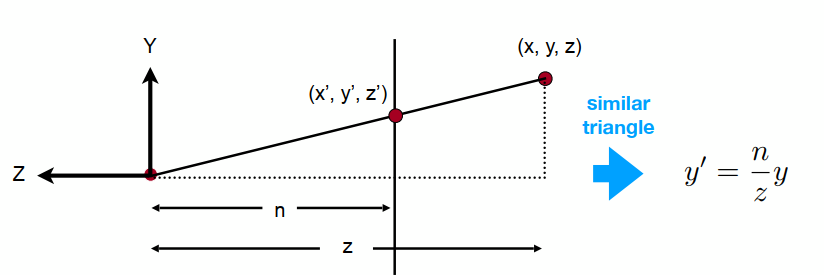 Y
(x, y, z)
(x’, y’, z’)
similar
triangle
z
n
z
y′ = n/z y